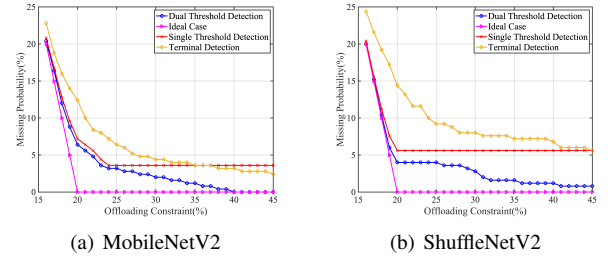 25
20
15
10
5
0
Missing Probability(%)
Dual Threshold Detection
Ideal Case
Single Threshold Detection
Terminal Detection
15 20 25 30 35 40 45
Offloading Constraint(%)
(a) MobileNetV2
25
20
15
10
5
0
Missing Probability(%)
Dual Threshold Detection
Ideal Case
Single Threshold Detection
Terminal Detection
15 20 25 30 35 40 45
Offloading Constraint(%)
(b) ShuffleNetV2